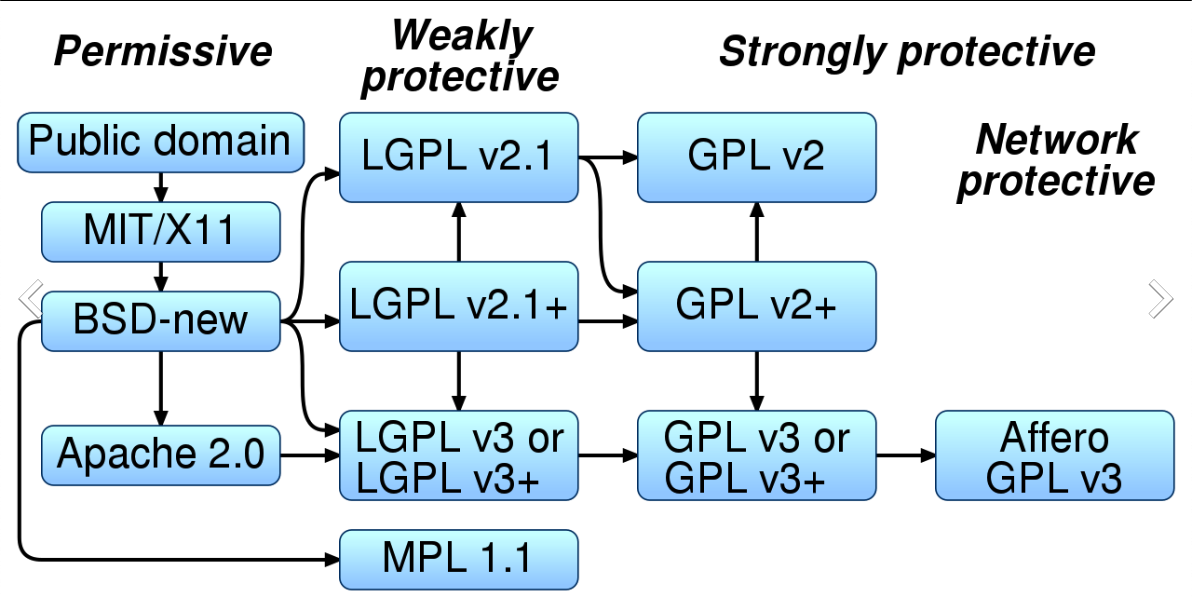 Permissive
Weakly
protective
Strongly protective
Network
protective
Public domain
MIT/X11
BSD-new
Apache 2.0
LGPL v2.1
LGPL v2.1+
LGPL v3 or
LGPL v3+
MPL 1.1
GPL v2
GPL v2+
GPL v3 or
GPL v3+
Affero
GPL v3